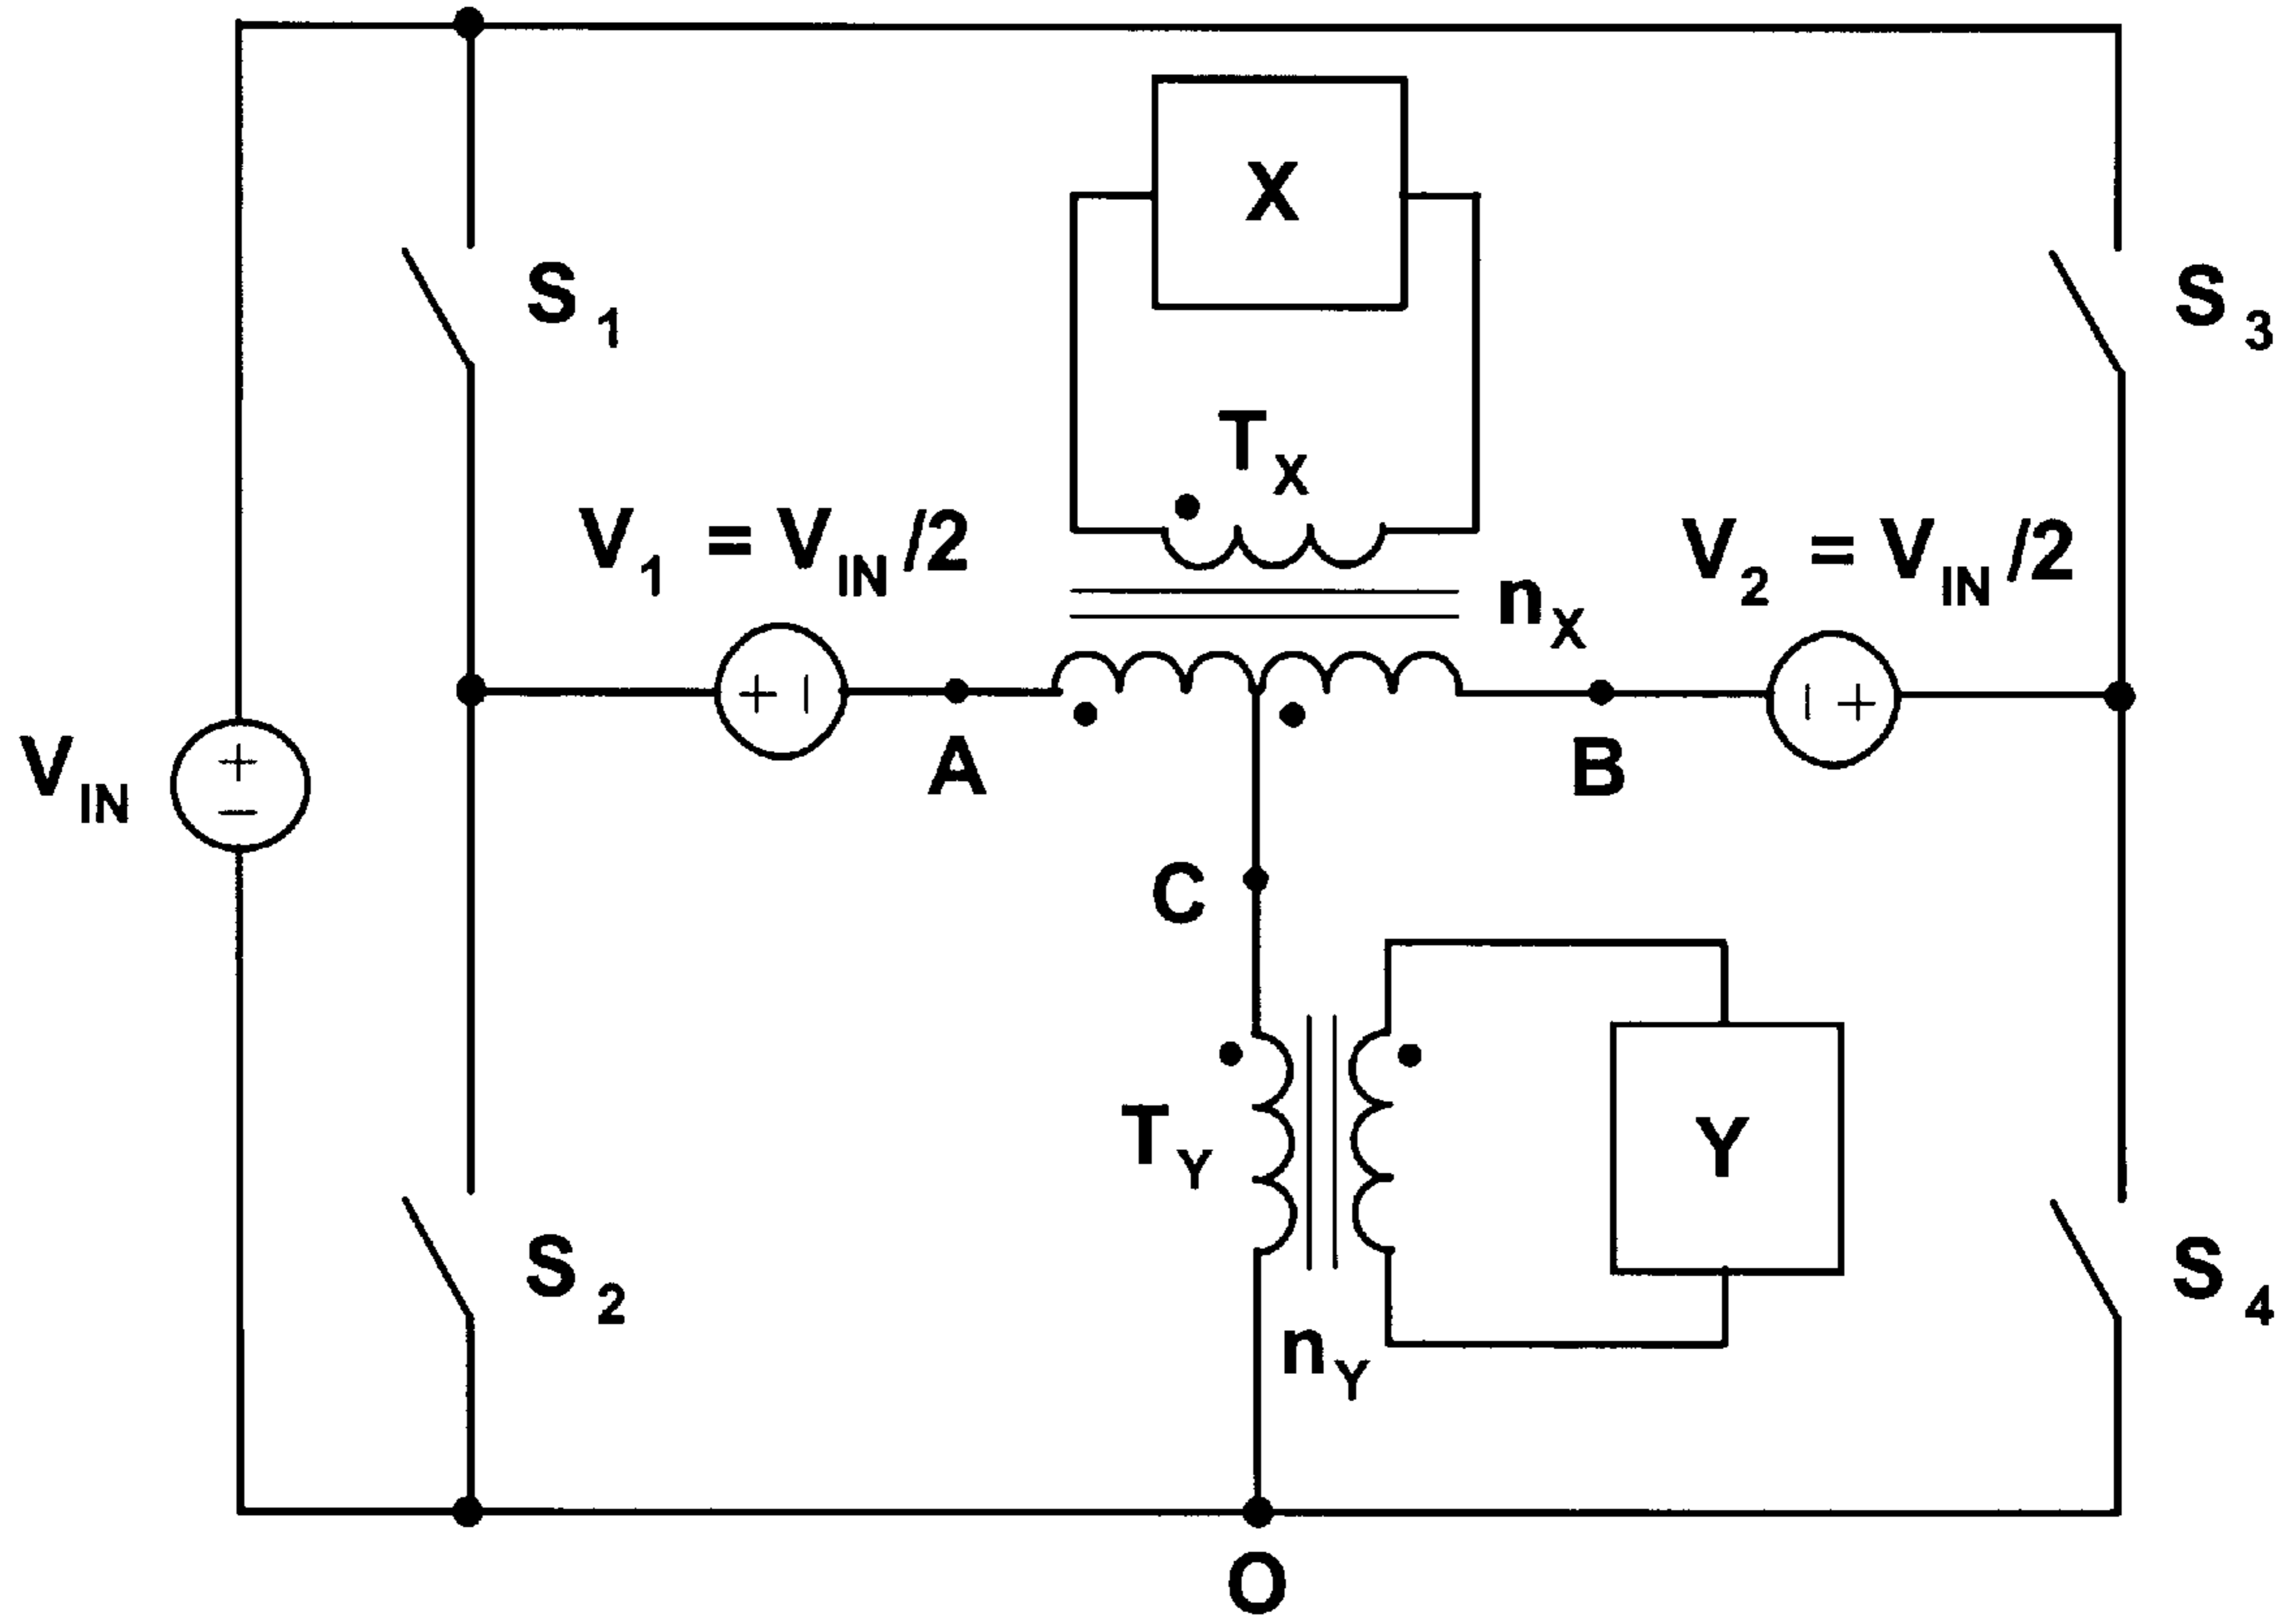 X
S1
S3
TX
V1 = VIN/2
V2 = VIN/2
nX
+ −
− +
A
B
VIN
+
−
C
TY
Y
S2
S4
nY
O